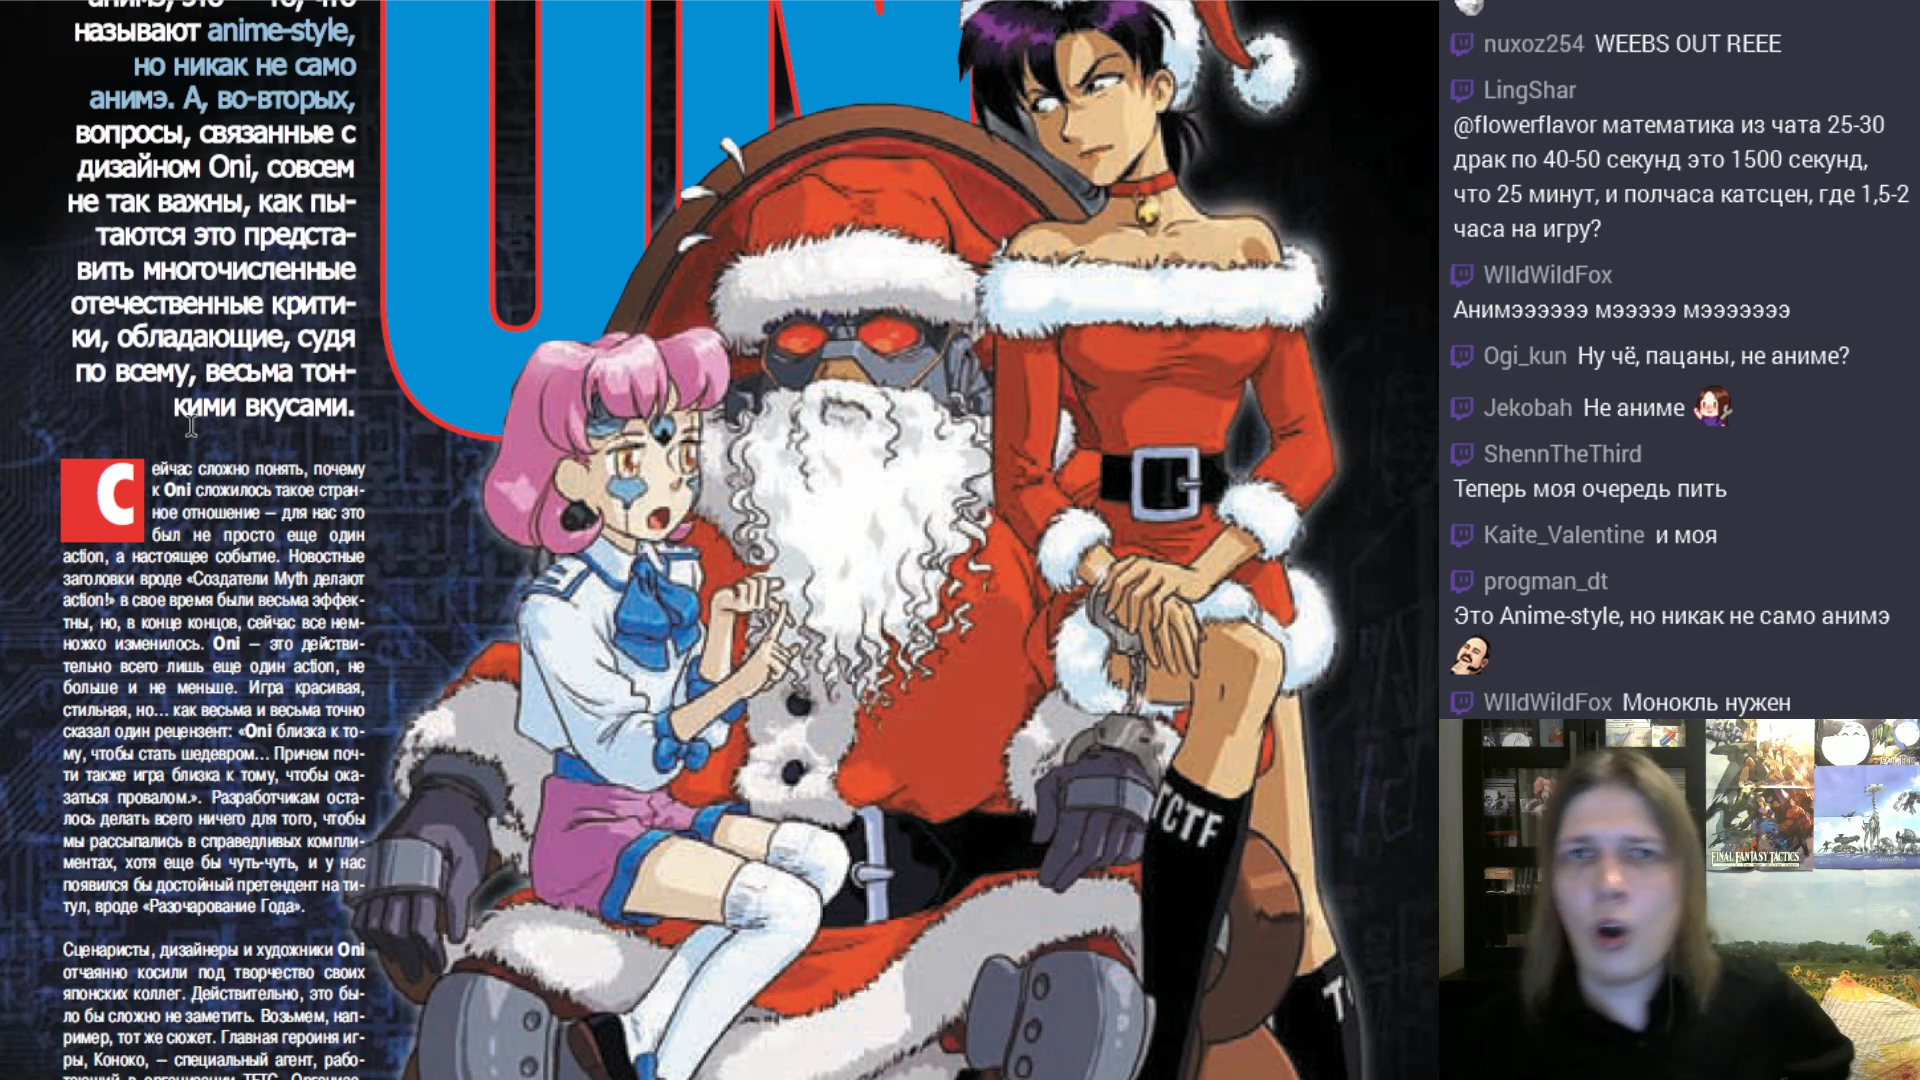 анимэ, это — то, что
называют anime-style,
но никак не само
анимэ. А, во-вторых,
вопросы, связанные с
дизайном Oni, совсем
не так важны, как пы-
таются это предста-
вить многочисленные
отечественные крити-
ки, обладающие, судя
по всему, весьма тон-
кими вкусами.
Сейчас сложно понять, почему
к Oni сложилось такое стран-
ное отношение — для нас это
был не просто еще один
action, а настоящее событие. Новостные
заголовки вроде «Создатели Myth делают
action!» в свое время были весьма эффек-
тны, но, в конце концов, сейчас все нем-
ножко изменилось. Oni — это действи-
тельно всего лишь еще один action, не
больше и не меньше. Игра красивая,
стильная, но... как весьма и весьма точно
сказал один рецензент: «Oni близка к то-
му, чтобы стать шедевром... Причем поч-
ти также игра близка к тому, чтобы ока-
заться провалом.». Разработчикам оста-
лось делать всего ничего для того, чтобы
мы рассыпались в справедливых компли-
ментах, хотя еще бы чуть-чуть, и у нас
появился бы достойный претендент на ти-
тул, вроде «Разочарование Года».
Сценаристы, дизайнеры и художники Oni
отчаянно косили под творчество своих
японских коллег. Действительно, это бы-
ло бы сложно не заметить. Возьмем, нап-
ример, тот же сюжет. Главная героиня иг-
ры, Коноко, — специальный агент, рабо-
TCTF
nuxoz254 WEEBS OUT REEE
LingShar
@flowerflavor математика из чата 25-30
драк по 40-50 секунд это 1500 секунд,
что 25 минут, и полчаса катсцен, где 1,5-2
часа на игру?
WIldWildFox
Анимээээээ мэээээ мэээээээ
Ogi_kun Ну чё, пацаны, не аниме?
Jekobah Не аниме
ShennTheThird
Теперь моя очередь пить
Kaite_Valentine и моя
progman_dt
Это Anime-style, но никак не само анимэ
WIldWildFox Монокль нужен
FINAL FANTASY TACTICS